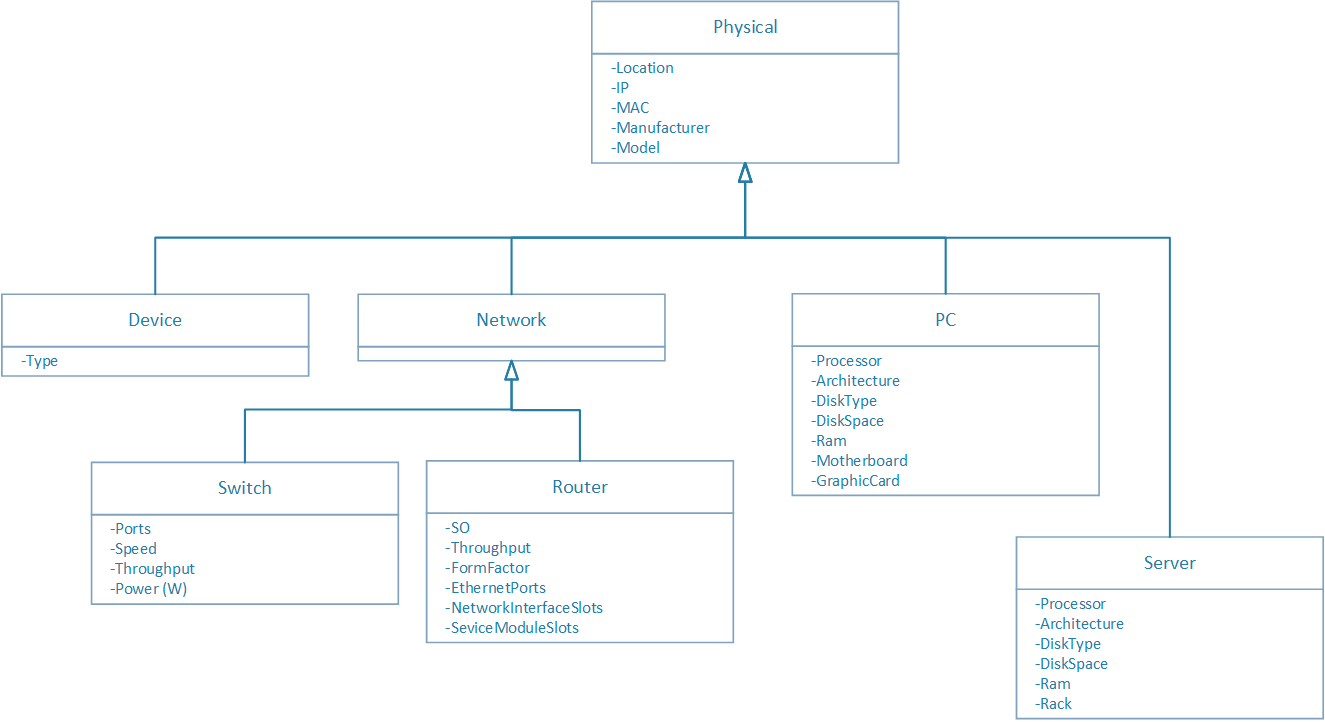 Physical
-Location
-IP
-MAC
-Manufacturer
-Model
Device
-Type
Network
PC
-Processor
-Architecture
-DiskType
-DiskSpace
-Ram
-Motherboard
-GraphicCard
Switch
-Ports
-Speed
-Throughput
-Power (W)
Router
-SO
-Throughput
-FormFactor
-EthernetPorts
-NetworkInterfaceSlots
-SeviceModuleSlots
Server
-Processor
-Architecture
-DiskType
-DiskSpace
-Ram
-Rack